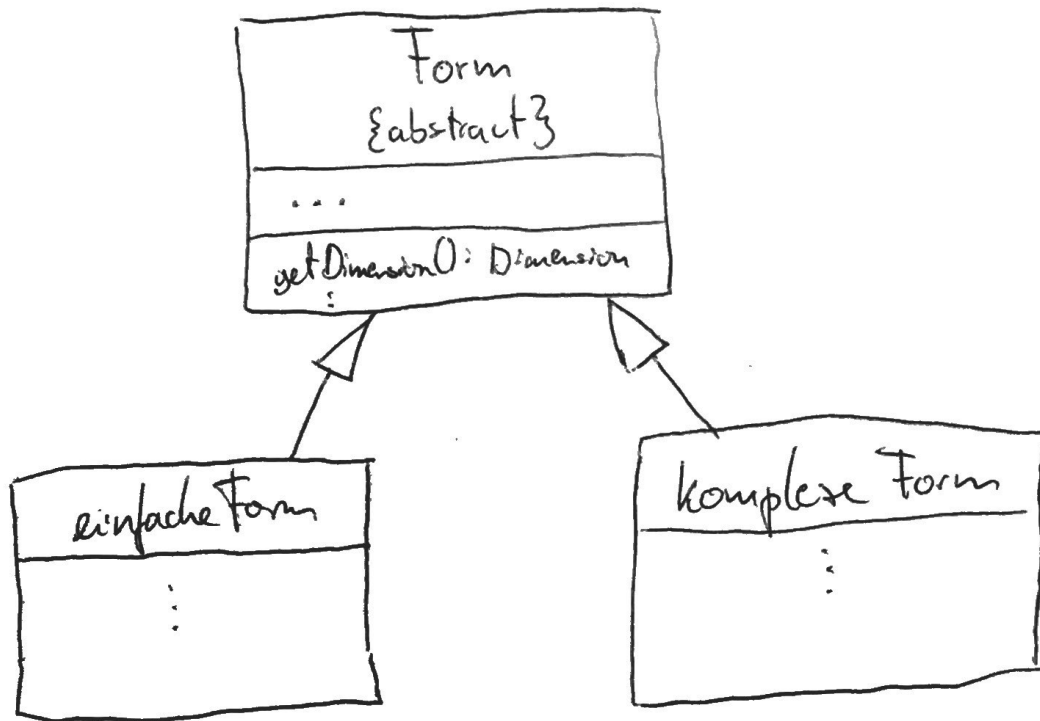 Form
{abstract}
...
getDimension(): Dimension
⋮
einfache Form
⋮
komplexe Form
⋮